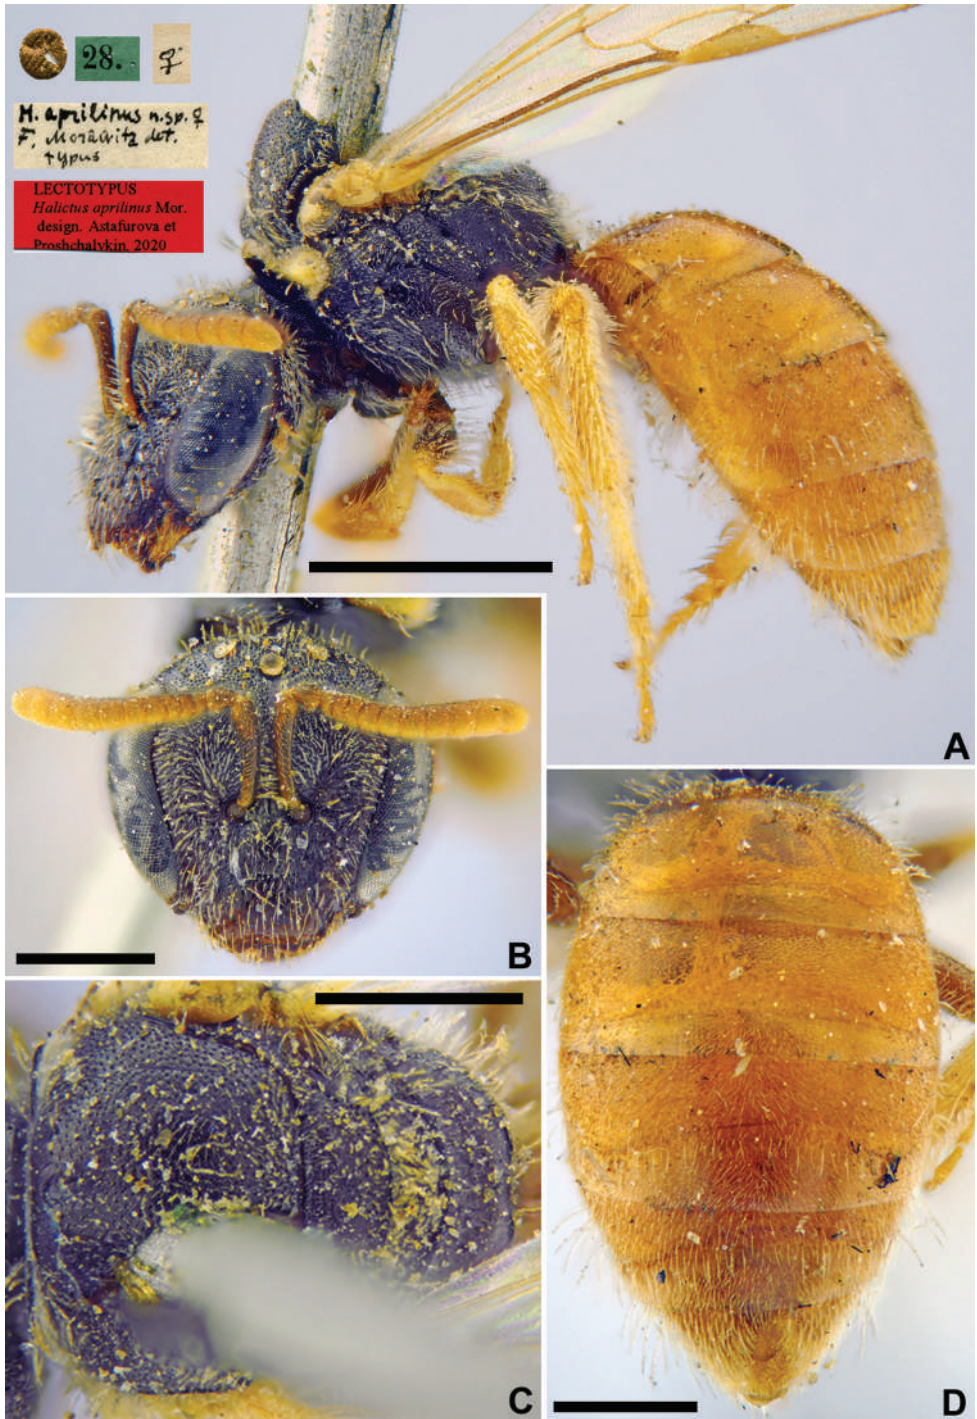 28.
♀
H. aprilinus n.sp. ♀
F. Morawitz det.
typus
LECTOTYPUS
Halictus aprilinus Mor.
design. Astafurova et
Proshchalykin, 2020
A
B
C
D